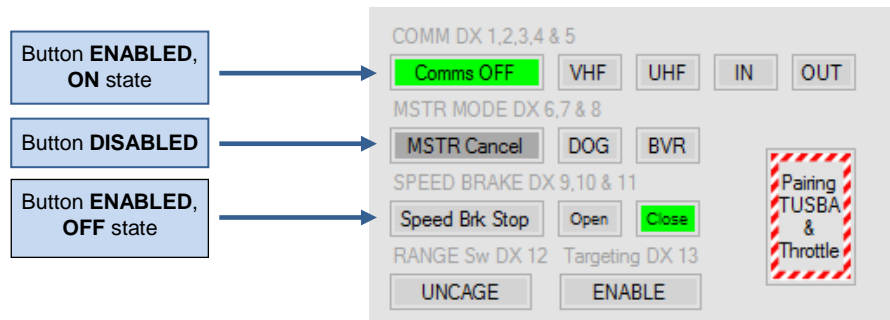 Button ENABLED,
ON state
Button DISABLED
Button ENABLED,
OFF state
COMM DX 1,2,3,4 & 5
Comms OFF VHF UHF IN OUT
MSTR MODE DX 6,7 & 8
MSTR Cancel DOG BVR
SPEED BRAKE DX 9,10 & 11
Speed Brk Stop Open Close
RANGE Sw DX 12 Targeting DX 13
UNCAGE ENABLE
Pairing
TUSBA
&
Throttle